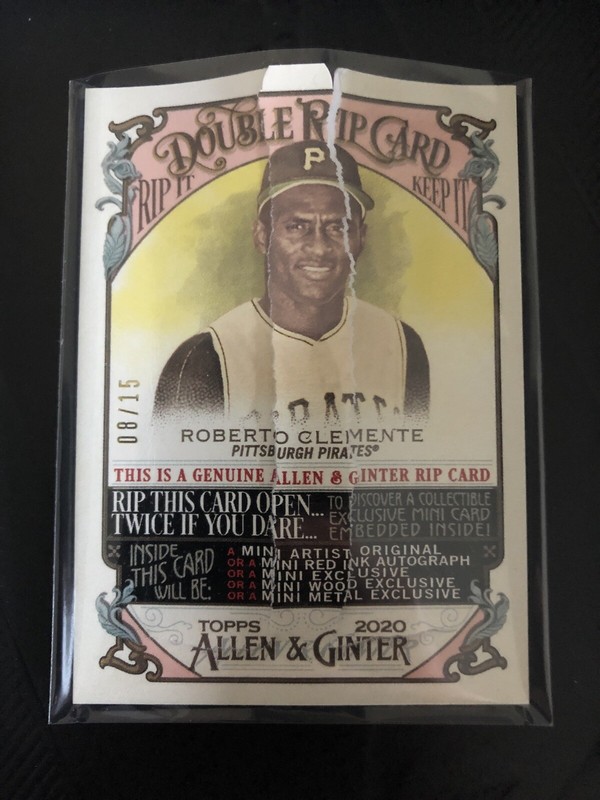 DOUBLE RIP CARD
RIP IT KEEP IT
P
PIRATES
08/15
ROBERTO CLEMENTE
PITTSBURGH PIRATES®
THIS IS A GENUINE ALLEN & GINTER RIP CARD
RIP THIS CARD OPEN...
TWICE IF YOU DARE...
TO DISCOVER A COLLECTIBLE
EXCLUSIVE MINI CARD
EMBEDDED INSIDE!
INSIDE
THIS CARD
WILL BE:
A MINI ARTIST ORIGINAL
OR A MINI RED INK AUTOGRAPH
OR A MINI EXCLUSIVE
OR A MINI WOOD EXCLUSIVE
OR A MINI METAL EXCLUSIVE
TOPPS 2020
ALLEN & GINTER